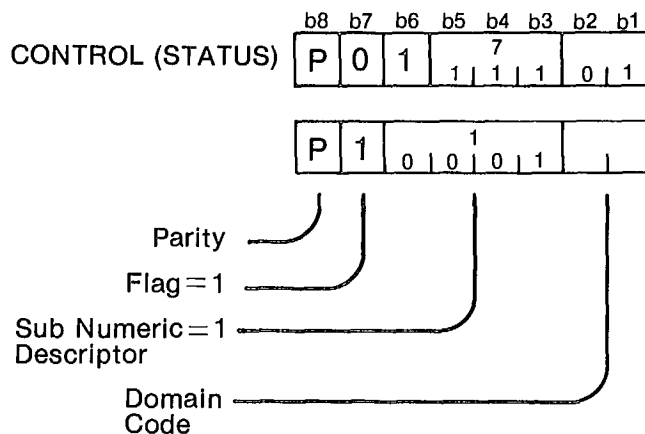 b8 b7 b6 b5 b4 b3 b2 b1
CONTROL (STATUS) P 0 1 7
1 1 1 0 1
P 1 1
0 0 0 1
Parity
Flag=1
Sub Numeric=1
Descriptor
Domain
Code